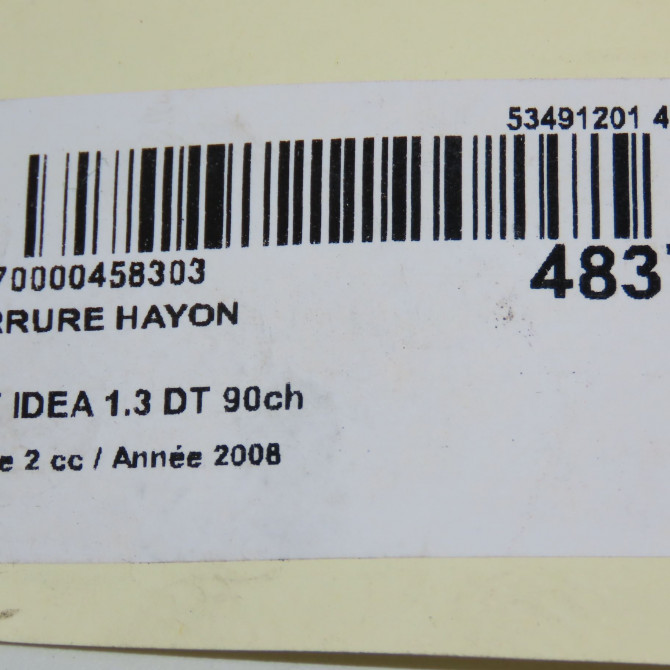 53491201 4
70000458303
483
RRURE HAYON
IDEA 1.3 DT 90ch
e 2 cc / Année 2008